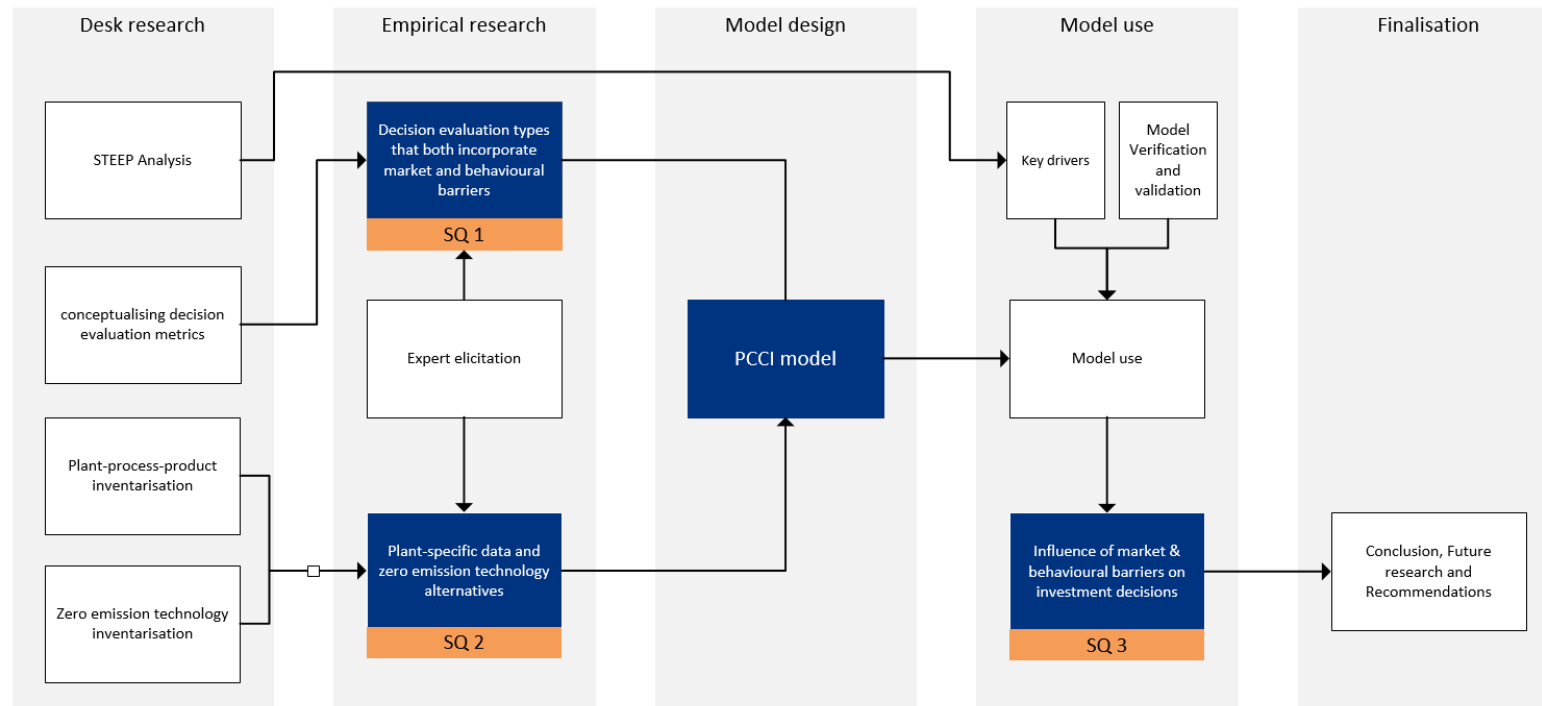 Desk research
Empirical research
Model design
Model use
Finalisation
STEEP Analysis
conceptualising decision
evaluation metrics
Plant-process-product
inventarisation
Zero emission technology
inventarisation
Decision evaluation types
that both incorporate
market and behavioural
barriers
SQ 1
Expert elicitation
Plant-specific data and
zero emission technology
alternatives
SQ 2
PCCI model
Key drivers
Model
Verification
and
validation
Model use
Influence of market &
behavioural barriers on
investment decisions
SQ 3
Conclusion, Future
research and
Recommendations